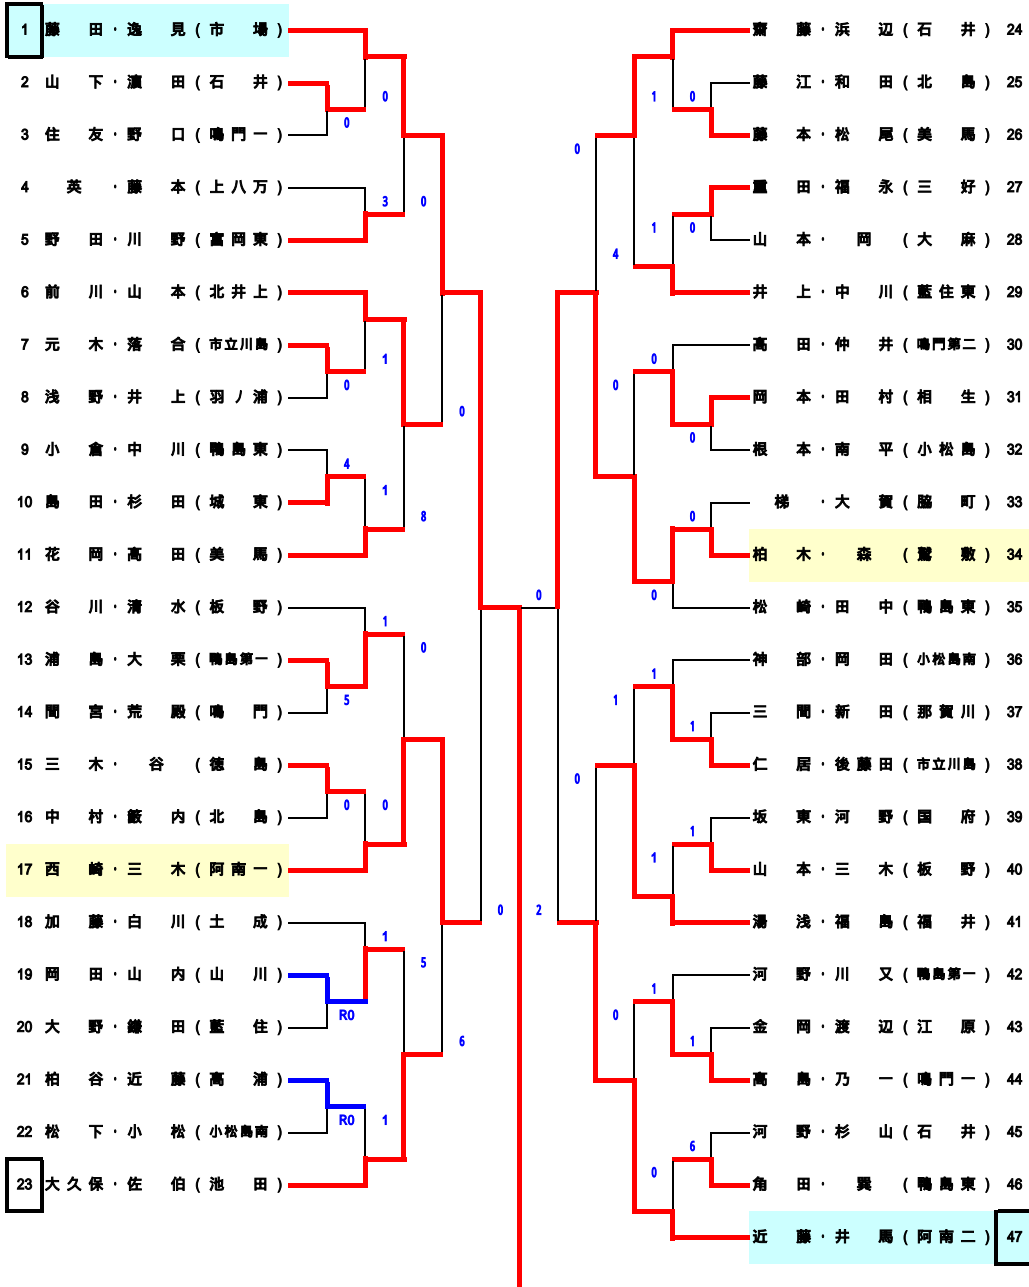 1 藤田・逸見(市場)
2 山下・濵田(石井)
3 住友・野口(鳴門一)
4 英・藤本(上八万)
5 野田・川野(富岡東)
6 前川・山本(北井上)
7 元木・落合(市立川島)
8 浅野・井上(羽ノ浦)
9 小倉・中川(鴨島東)
10 島田・杉田(城東)
11 花岡・高田(美馬)
12 谷川・清水(板野)
13 浦島・大栗(鴨島第一)
14 間宮・荒殿(鳴門)
15 三木・谷(徳島)
16 中村・籔内(北島)
17 西崎・三木(阿南一)
18 加藤・白川(土成)
19 岡田・山内(山川)
20 大野・鎌田(藍住)
21 柏谷・近藤(高浦)
22 松下・小松(小松島南)
23 大久保・佐伯(池田)
0
0
3
0
1
0
0
4
1
8
1
0
5
0
0
0
1
5
R0
6
R0
1
齋藤・浜辺(石井) 24
藤江・和田(北島) 25
藤本・松尾(美馬) 26
重田・福永(三好) 27
山本・岡(大麻) 28
井上・中川(藍住東) 29
高田・仲井(鳴門第二) 30
岡本・田村(相生) 31
根本・南平(小松島) 32
梯・大賀(脇町) 33
柏木・森(鷲敷) 34
松崎・田中(鴨島東) 35
神部・岡田(小松島南) 36
三間・新田(那賀川) 37
仁居・後藤田(市立川島) 38
坂東・河野(国府) 39
山本・三木(板野) 40
湯浅・福島(福井) 41
河野・川又(鴨島第一) 42
金岡・渡辺(江原) 43
高島・乃一(鳴門一) 44
河野・杉山(石井) 45
角田・巽(鴨島東) 46
近藤・井馬(阿南二) 47
1
0
0
1
0
4
0
0
0
0
0
0
1
1
1
0
1
1
2
1
0
1
6
0